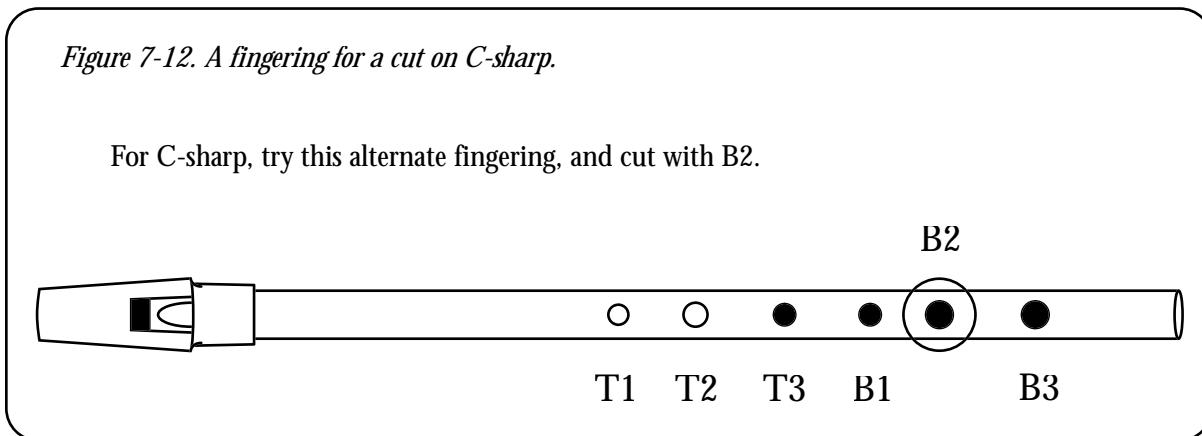 Figure 7-12. A fingering for a cut on C-sharp.
For C-sharp, try this alternate fingering, and cut with B2.
B2
T1 T2 T3 B1 B3